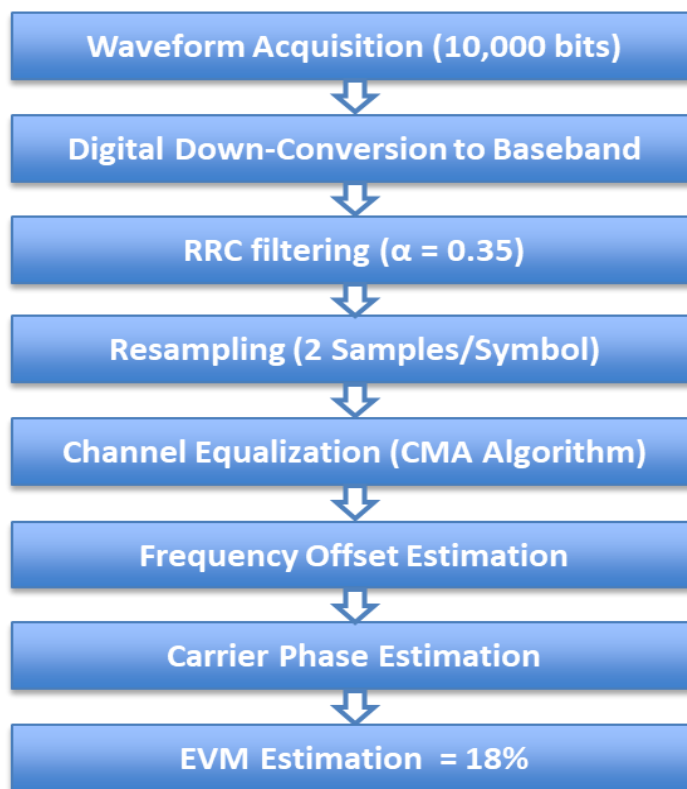 Waveform Acquisition (10,000 bits)
Digital Down-Conversion to Baseband
RRC filtering (α = 0.35)
Resampling (2 Samples/Symbol)
Channel Equalization (CMA Algorithm)
Frequency Offset Estimation
Carrier Phase Estimation
EVM Estimation = 18%